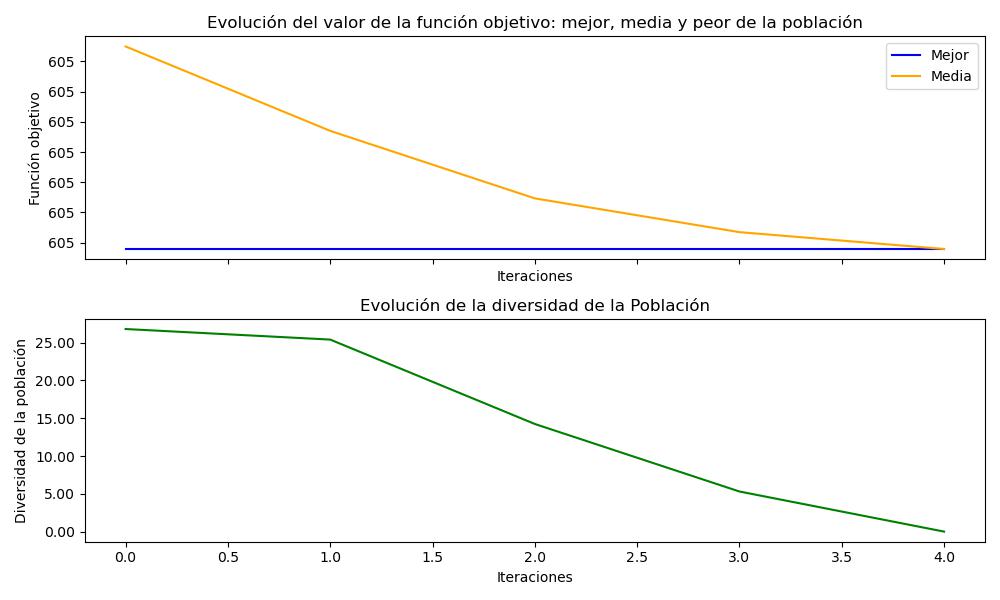 Evolución del valor de la función objetivo: mejor, media y peor de la población
Mejor
Media
605
605
605
605
605
605
605
Función objetivo
Iteraciones
Evolución de la diversidad de la Población
25.00
20.00
15.00
10.00
5.00
0.00
Diversidad de la población
0.0 0.5 1.0 1.5 2.0 2.5 3.0 3.5 4.0
Iteraciones